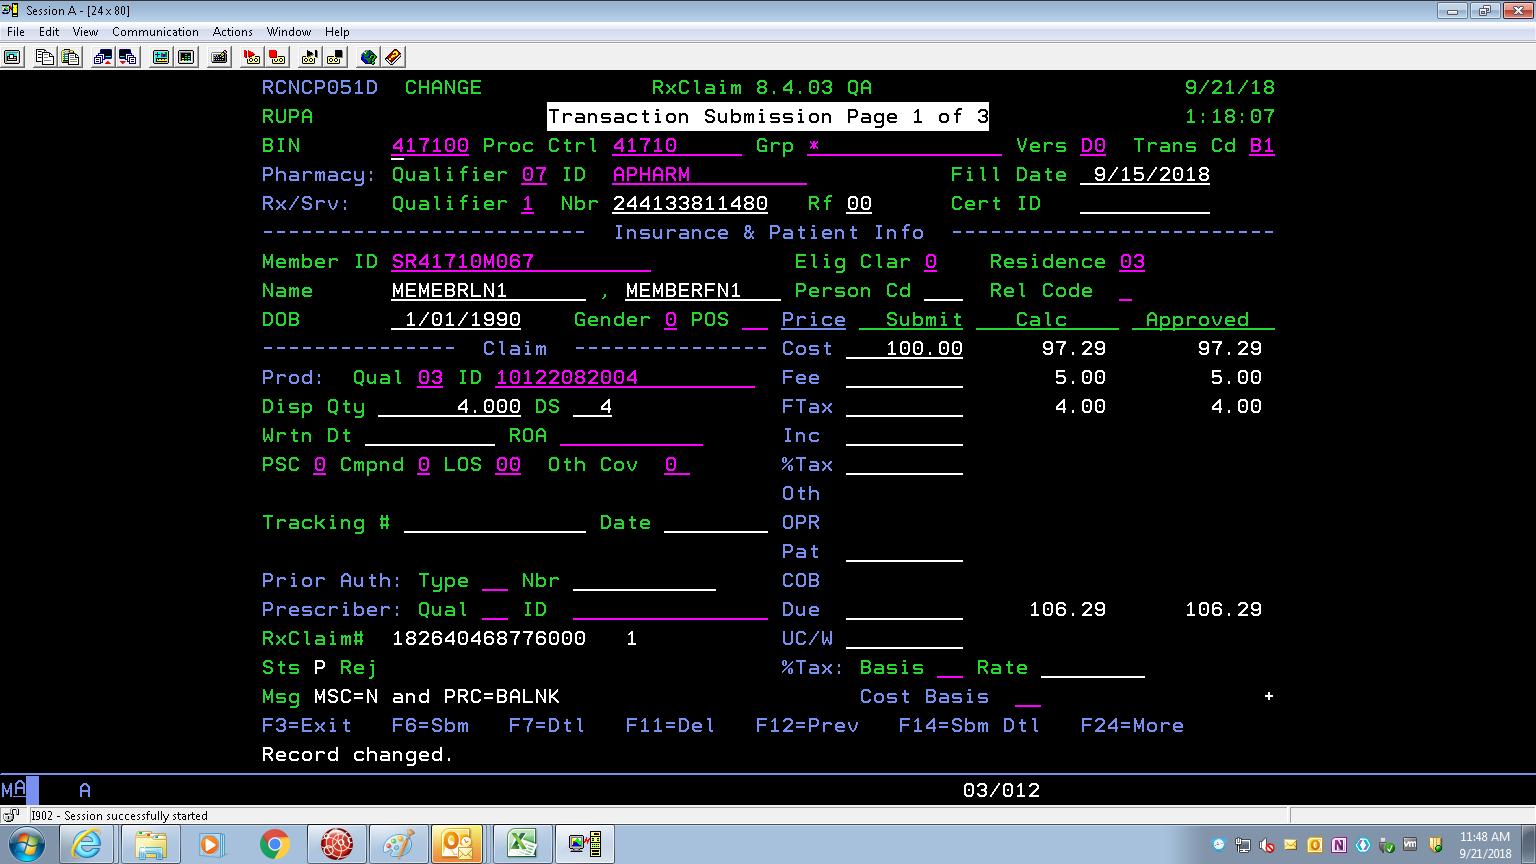 Session A - [24 x 80]
File Edit View Communication Actions Window Help
RCNCP051D CHANGE RxClaim 8.4.03 QA 9/21/18
RUPA Transaction Submission Page 1 of 3 1:18:07
BIN 417100 Proc Ctrl 41710 Grp * Vers D0 Trans Cd B1
Pharmacy: Qualifier 07 ID APHARM Fill Date 9/15/2018
Rx/Srv: Qualifier 1 Nbr 244133811480 Rf 00 Cert ID
------------------------- Insurance & Patient Info -------------------------
Member ID SR41710M067 Elig Clar 0 Residence 03
Name MEMEBRLN1 , MEMBERFN1 Person Cd Rel Code
DOB 1/01/1990 Gender 0 POS Price Submit Calc Approved
--------------- Claim --------------- Cost 100.00 97.29 97.29
Prod: Qual 03 ID 10122082004 Fee 5.00 5.00
Disp Qty 4.000 DS 4 FTax 4.00 4.00
Wrtn Dt ROA Inc
PSC 0 Cmpnd 0 LOS 00 Oth Cov 0 %Tax
Oth
Tracking # Date OPR
Pat
Prior Auth: Type Nbr COB
Prescriber: Qual ID Due 106.29 106.29
RxClaim# 182640468776000 1 UC/W
Sts P Rej %Tax: Basis Rate
Msg MSC=N and PRC=BALNK Cost Basis +
F3=Exit F6=Sbm F7=Dtl F11=Del F12=Prev F14=Sbm Dtl F24=More
Record changed.
MA A 03/012
I902 - Session successfully started
11:48 AM
9/21/2018